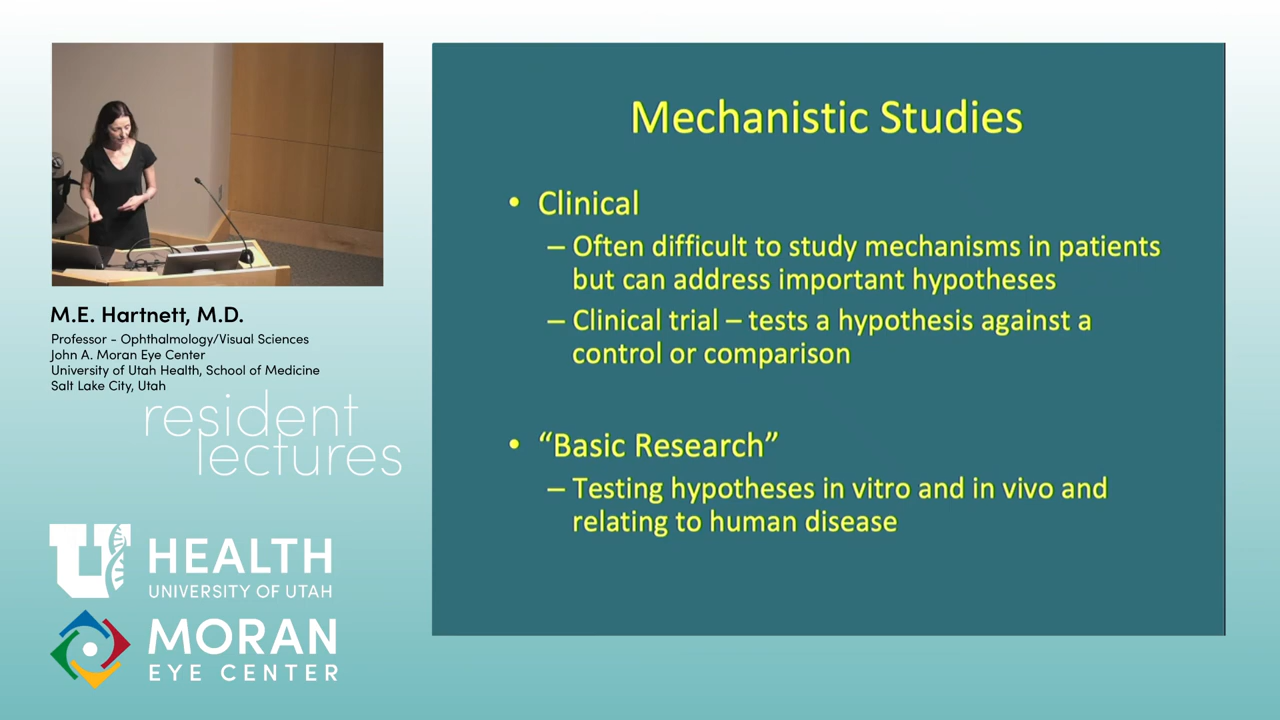 M.E. Hartnett, M.D.
Professor - Ophthalmology/Visual Sciences
John A. Moran Eye Center
University of Utah Health, School of Medicine
Salt Lake City, Utah
resident
lectures
U HEALTH
UNIVERSITY OF UTAH
MORAN
EYE CENTER
Mechanistic Studies
• Clinical
– Often difficult to study mechanisms in patients
but can address important hypotheses
– Clinical trial – tests a hypothesis against a
control or comparison
• “Basic Research”
– Testing hypotheses in vitro and in vivo and
relating to human disease